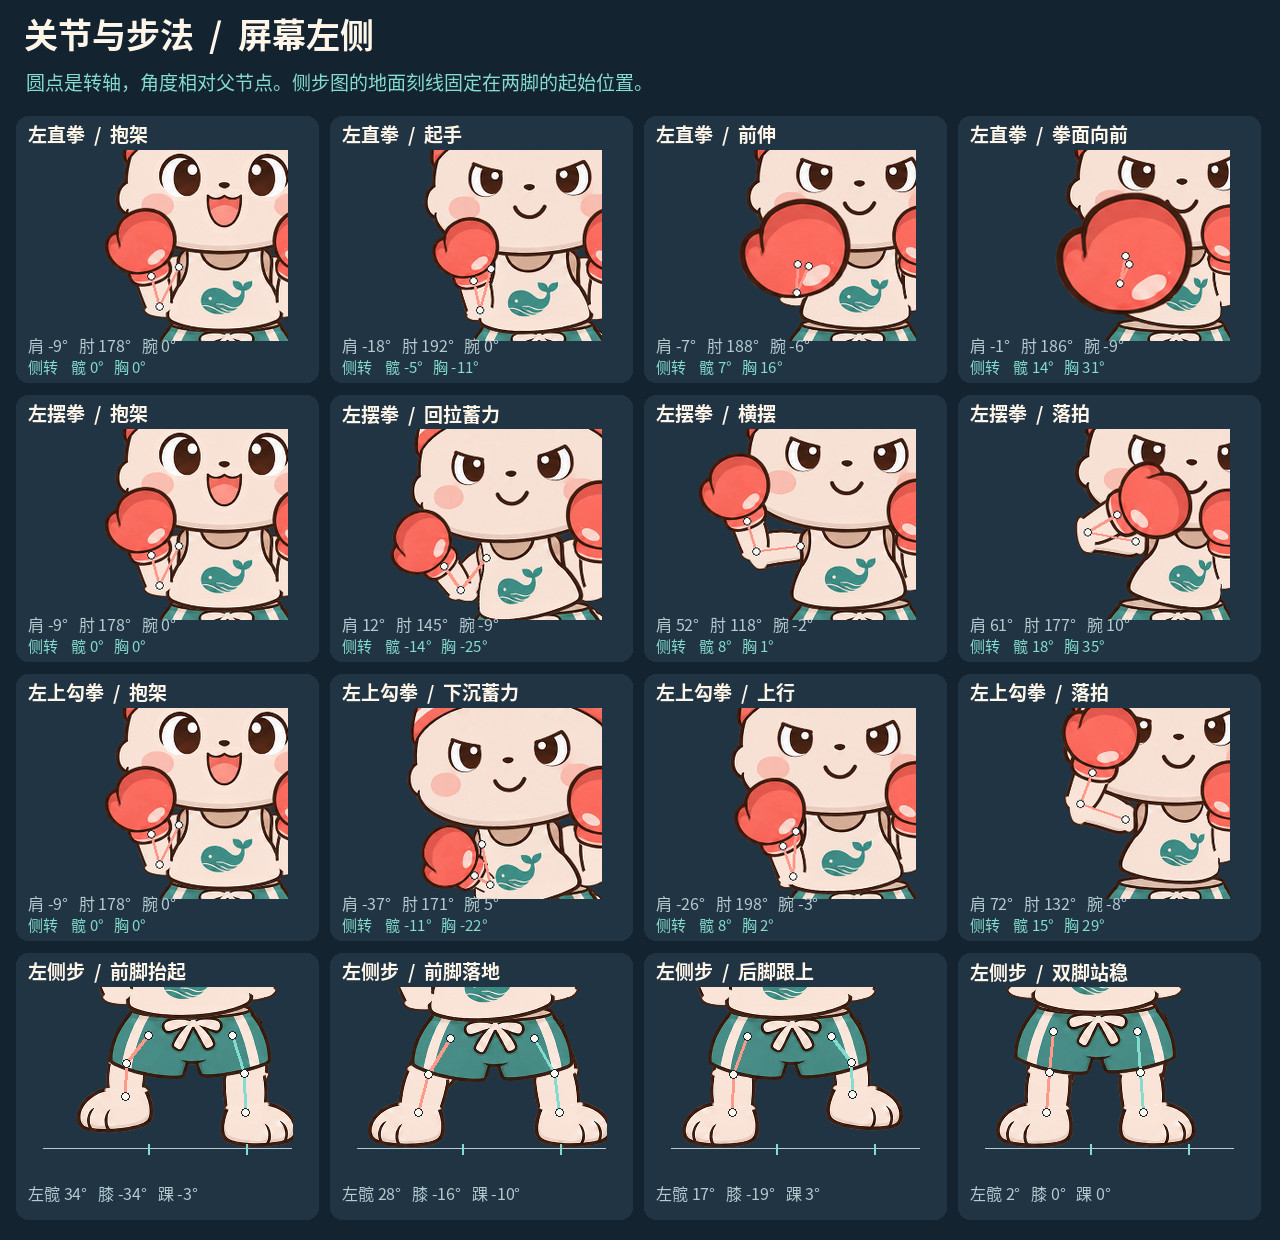 关节与步法 / 屏幕左侧
圆点是转轴，角度相对父节点。侧步图的地面刻线固定在两脚的起始位置。
左直拳 / 抱架
肩 -9° 肘 178° 腕 0°
侧转 髋 0° 胸 0°
左直拳 / 起手
肩 -18° 肘 192° 腕 0°
侧转 髋 -5° 胸 -11°
左直拳 / 前伸
肩 -7° 肘 188° 腕 -6°
侧转 髋 7° 胸 16°
左直拳 / 拳面向前
肩 -1° 肘 186° 腕 -9°
侧转 髋 14° 胸 31°
左摆拳 / 抱架
肩 -9° 肘 178° 腕 0°
侧转 髋 0° 胸 0°
左摆拳 / 回拉蓄力
肩 12° 肘 145° 腕 -9°
侧转 髋 -14° 胸 -25°
左摆拳 / 横摆
肩 52° 肘 118° 腕 -2°
侧转 髋 8° 胸 1°
左摆拳 / 落拍
肩 61° 肘 177° 腕 10°
侧转 髋 18° 胸 35°
左上勾拳 / 抱架
肩 -9° 肘 178° 腕 0°
侧转 髋 0° 胸 0°
左上勾拳 / 下沉蓄力
肩 -37° 肘 171° 腕 5°
侧转 髋 -11° 胸 -22°
左上勾拳 / 上行
肩 -26° 肘 198° 腕 -3°
侧转 髋 8° 胸 2°
左上勾拳 / 落拍
肩 72° 肘 132° 腕 -8°
侧转 髋 15° 胸 29°
左侧步 / 前脚抬起
左髋 34° 膝 -34° 踝 -3°
左侧步 / 前脚落地
左髋 28° 膝 -16° 踝 -10°
左侧步 / 后脚跟上
左髋 17° 膝 -19° 踝 3°
左侧步 / 双脚站稳
左髋 2° 膝 0° 踝 0°